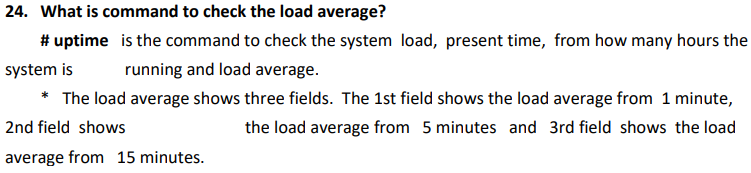 24. What is command to check the load average?
# uptime is the command to check the system load, present time, from how many hours the
system is running and load average.
* The load average shows three fields. The 1st field shows the load average from 1 minute,
2nd field shows the load average from 5 minutes and 3rd field shows the load
average from 15 minutes.